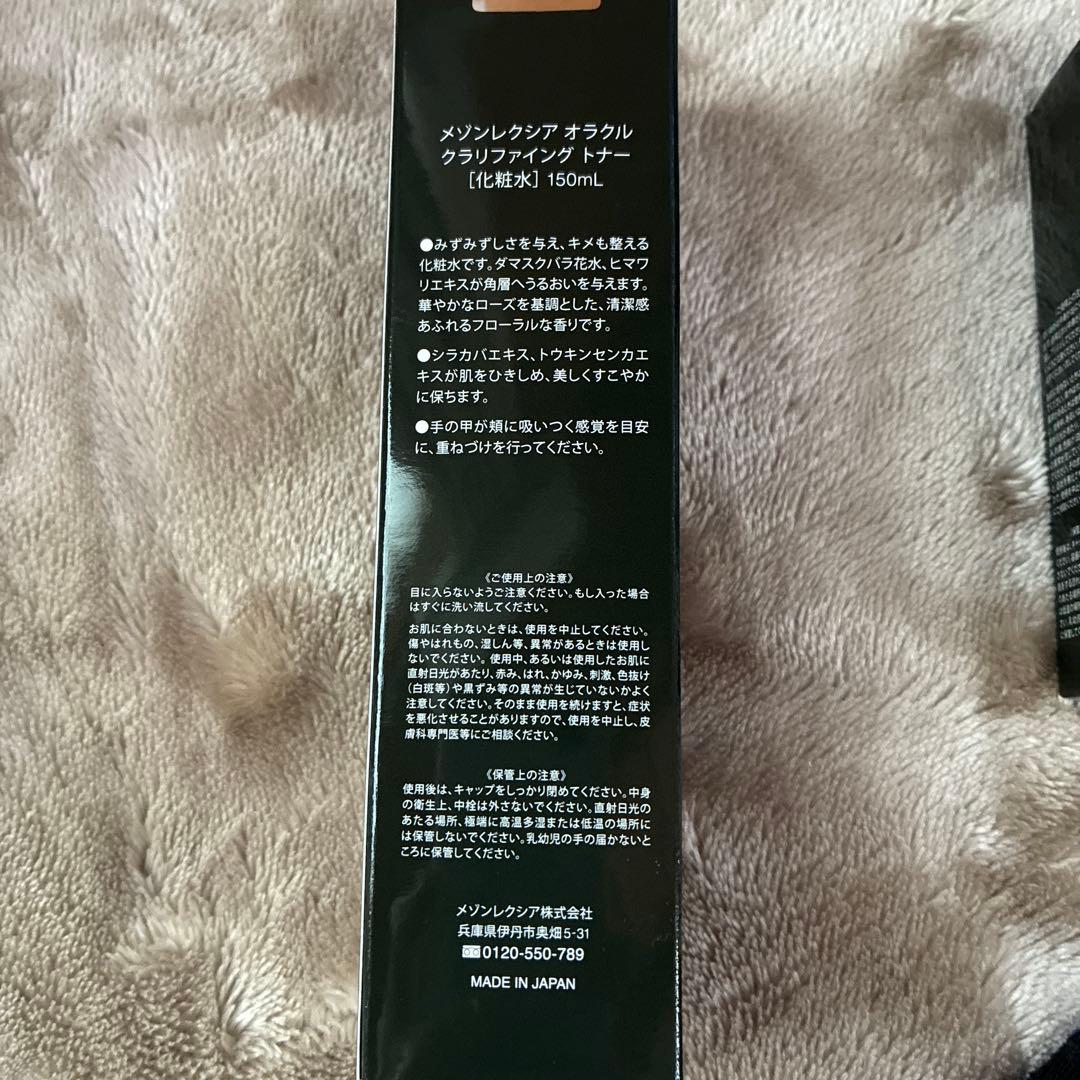 メゾンレクシア オラクル
クラリファイング トナー
[化粧水] 150mL
●みずみずしさを与え、キメも整える
化粧水です。ダマスクバラ花水、ヒマワ
リエキスが角層へうるおいを与えます。
華やかなローズを基調とした、清潔感
あふれるフローラルな香りです。
●シラカバエキス、トウキンセンカエ
キスが肌をひきしめ、美しくすこやか
に保ちます。
●手の甲が頬に吸いつく感覚を目安
に、重ねづけを行ってください。
《ご使用上の注意》
目に入らないようご注意ください。もし入った場合
はすぐに洗い流してください。
お肌に合わないときは、使用を中止してください。
傷やはれもの、湿しん等、異常があるときは使用し
ないでください。使用中、あるいは使用したお肌に
直射日光があたり、赤み、はれ、かゆみ、刺激、色抜け
(白斑等)や黒ずみ等の異常が生じていないかよく
注意してください。そのまま使用を続けますと、症状
を悪化させることがありますので、使用を中止し、皮
膚科専門医等にご相談ください。
《保管上の注意》
使用後は、キャップをしっかり閉めてください。中身
の衛生上、中栓は外さないでください。直射日光の
あたる場所、極端に高温多湿または低温の場所に
は保管しないでください。乳幼児の手の届かないと
ころに保管してください。
メゾンレクシア株式会社
兵庫県伊丹市奥畑5-31
0120-550-789
MADE IN JAPAN